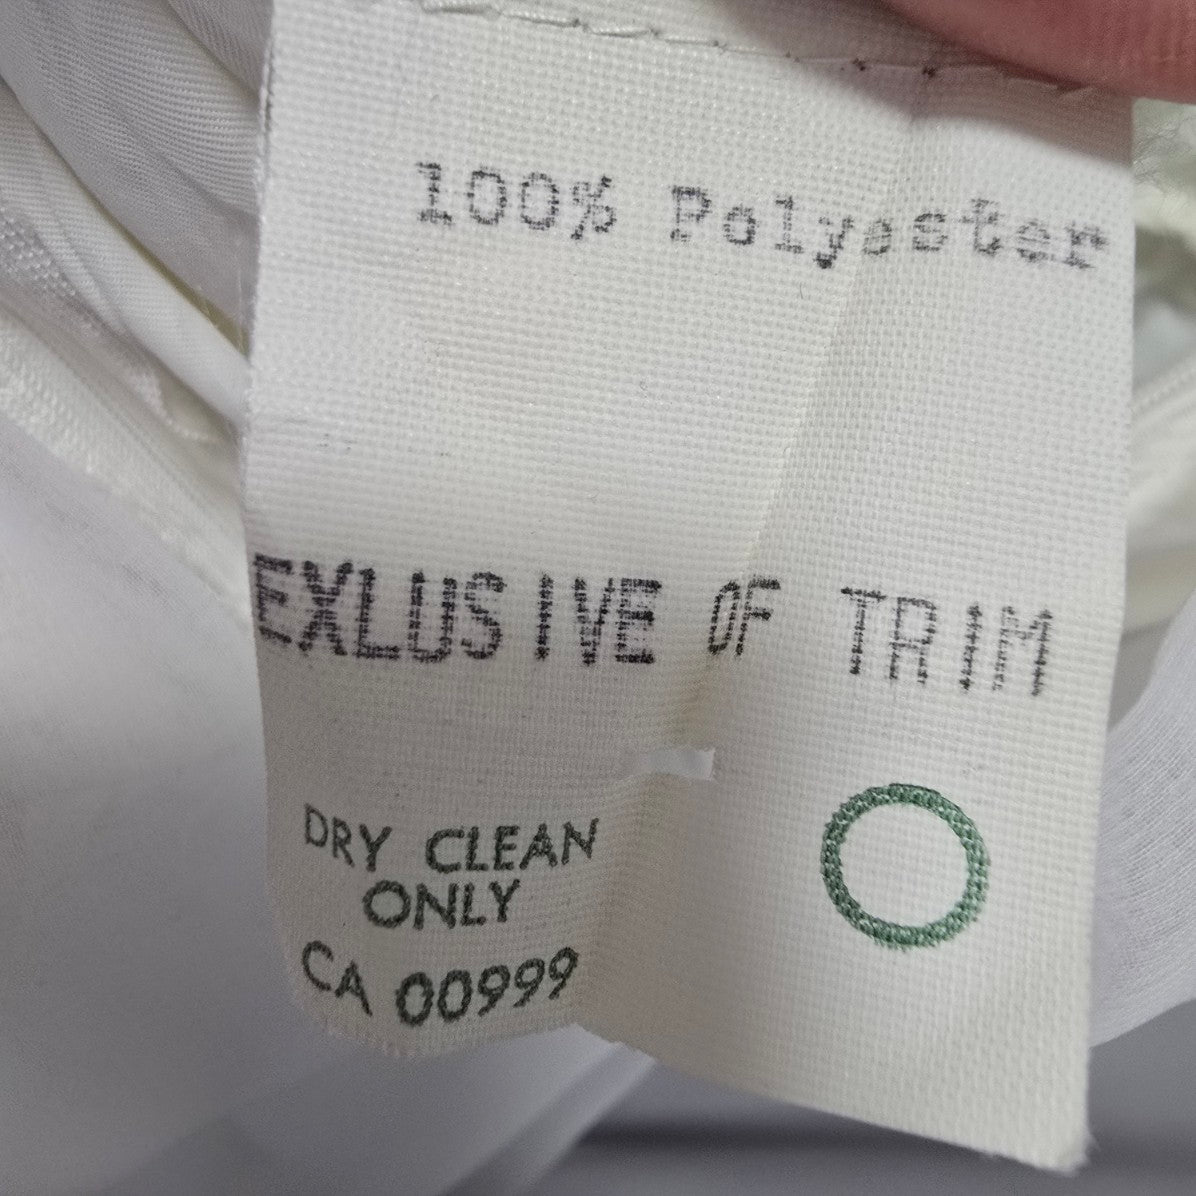 100% Polyester
EXLUSIVE OF TRIM
DRY CLEAN
ONLY
CA 00999